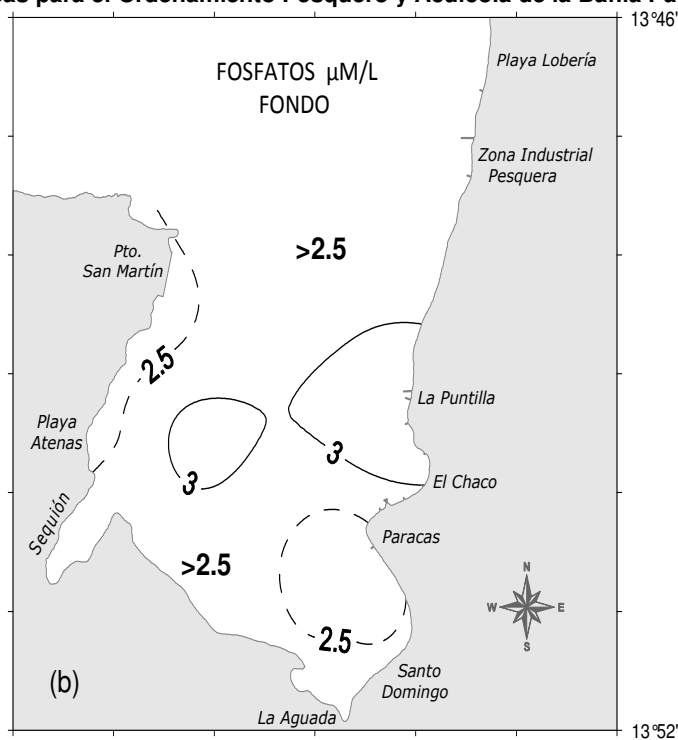 13°46'
Playa Lobería
FOSFATOS µM/L
FONDO
Zona Industrial
Pesquera
>2.5
Pto.
San Martín
2.5
La Puntilla
Playa
Atenas
3
3
El Chaco
Sequión
Paracas
>2.5
N
W
E
S
2.5
(b)
Santo
Domingo
La Aguada
13°52'